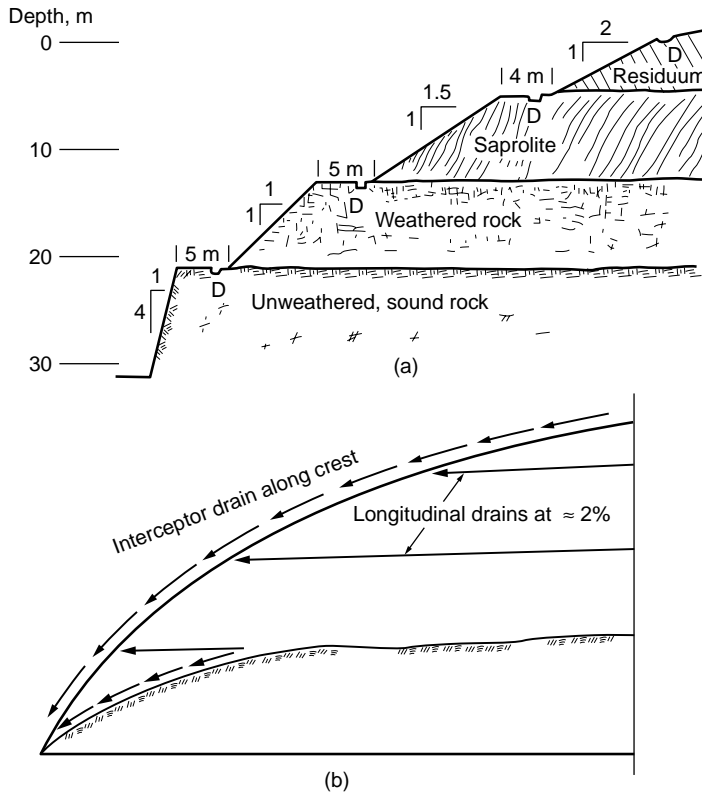 Depth, m
0
10
20
30
2
1
D
Residuum
4 m
1.5
1
D
Saprolite
5 m
1
1
D
Weathered rock
5 m
1
4
D
Unweathered, sound rock
(a)
Interceptor drain along crest
Longitudinal drains at ≈ 2%
(b)